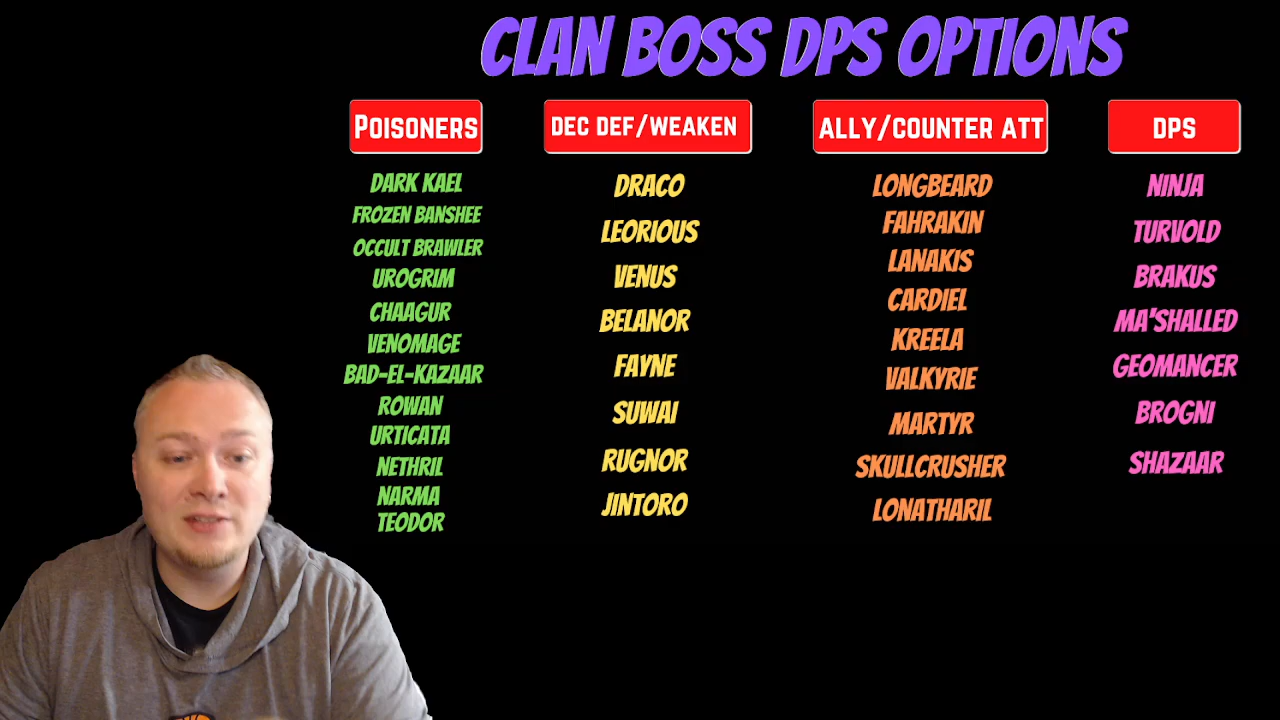 CLAN BOSS DPS OPTIONS
POISONERS
DARK KAEL
FROZEN BANSHEE
OCCULT BRAWLER
UROGRIM
CHAAGUR
VENOMAGE
BAD-EL-KAZAAR
ROWAN
URTICATA
NETHRIL
NARMA
TEODOR
DEC DEF/WEAKEN
DRACO
LEORIOUS
VENUS
BELANOR
FAYNE
SUWAI
RUGNOR
JINTORO
ALLY/COUNTER ATT
LONGBEARD
FAHRAKIN
LANAKIS
CARDIEL
KREELA
VALKYRIE
MARTYR
SKULLCRUSHER
LONATHARIL
DPS
NINJA
TURVOLD
BRAKUS
MA'SHALLED
GEOMANCER
BROGNI
SHAZAAR